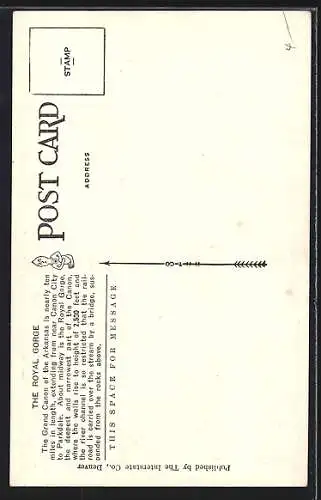 THE ROYAL GORGE
The Grand Canon of the Arkansas is nearly ten
miles in length, extending from near Canon City
to Parkdale. About midway is the Royal Gorge,
the deepest and narrowest part of the Canon,
where the walls rise to height of 2,500 feet and
the river channel is so restricted that the rail-
road is carried over the stream by a bridge, sus-
pended from the rocks above.
THIS SPACE FOR MESSAGE
POST CARD
ADDRESS
STAMP
Published by The Interstate Co., Denver
4